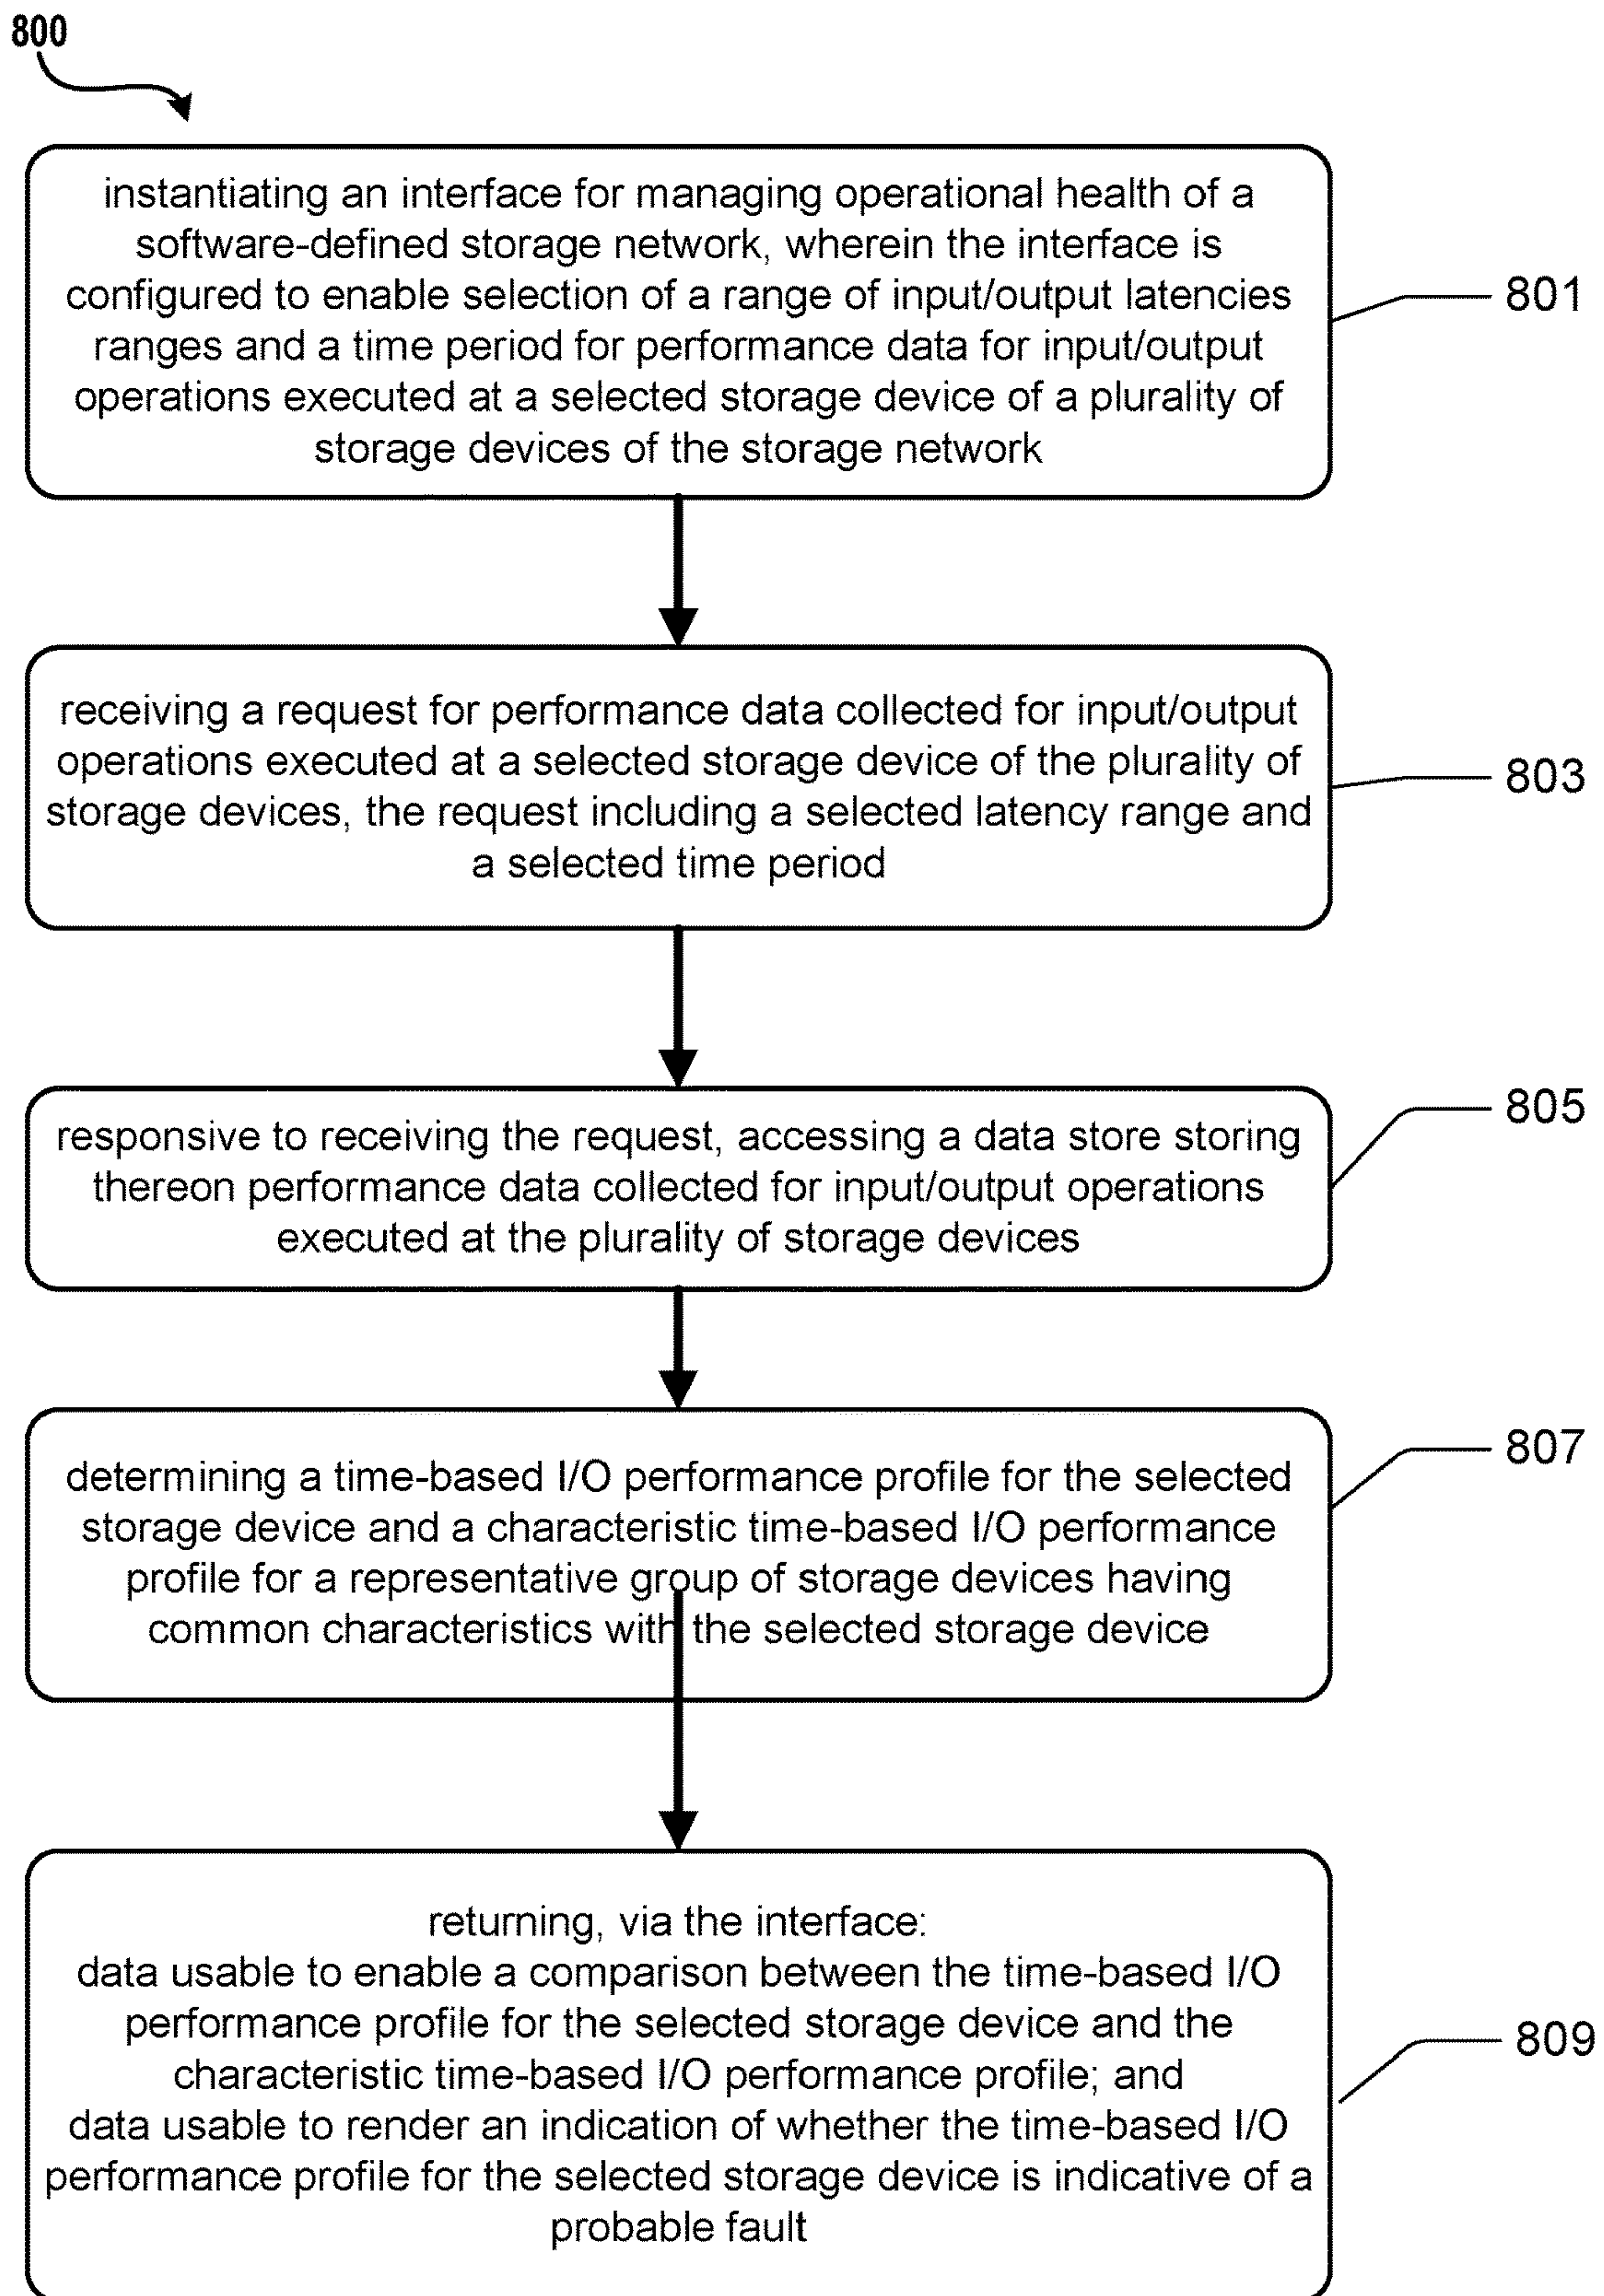 800
instantiating an interface for managing operational health of a
software-defined storage network, wherein the interface is
configured to enable selection of a range of input/output latencies
ranges and a time period for performance data for input/output
operations executed at a selected storage device of a plurality of
storage devices of the storage network
801
receiving a request for performance data collected for input/output
operations executed at a selected storage device of the plurality of
storage devices, the request including a selected latency range and
a selected time period
803
responsive to receiving the request, accessing a data store storing
thereon performance data collected for input/output operations
executed at the plurality of storage devices
805
determining a time-based I/O performance profile for the selected
storage device and a characteristic time-based I/O performance
profile for a representative group of storage devices having
common characteristics with the selected storage device
807
returning, via the interface:
data usable to enable a comparison between the time-based I/O
performance profile for the selected storage device and the
characteristic time-based I/O performance profile; and
data usable to render an indication of whether the time-based I/O
performance profile for the selected storage device is indicative of a
probable fault
809